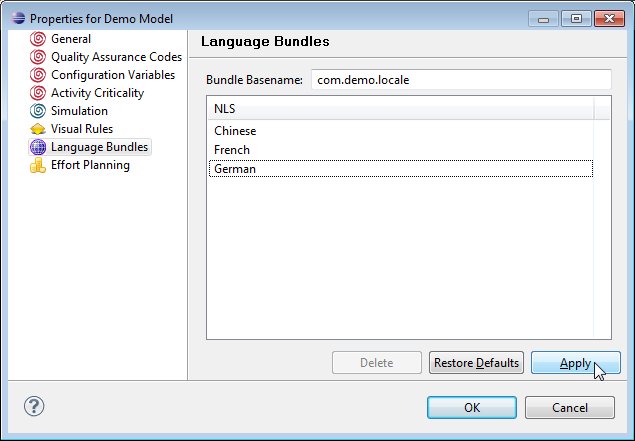 Properties for Demo Model
General
Quality Assurance Codes
Configuration Variables
Activity Criticality
Simulation
Visual Rules
Language Bundles
Effort Planning
Language Bundles
Bundle Basename: com.demo.locale
NLS
Chinese
French
German
Delete Restore Defaults Apply
? OK Cancel